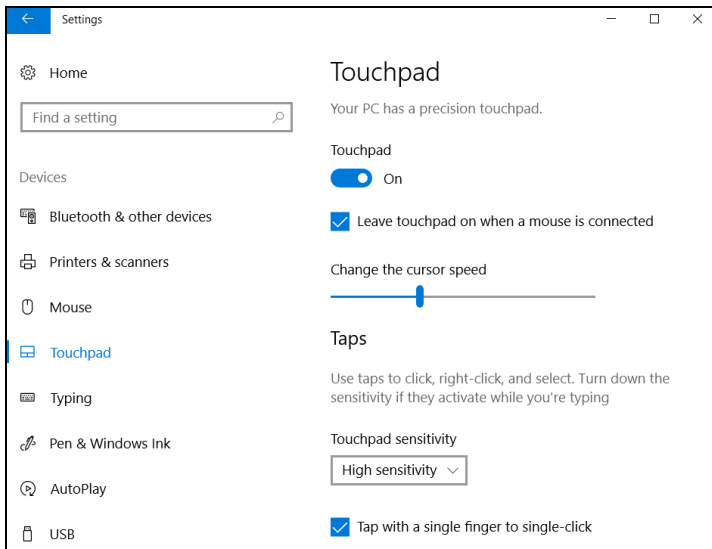 Settings
Home
Find a setting
Devices
Bluetooth & other devices
Printers & scanners
Mouse
Touchpad
Typing
Pen & Windows Ink
AutoPlay
USB
Touchpad
Your PC has a precision touchpad.
Touchpad
On
Leave touchpad on when a mouse is connected
Change the cursor speed
Taps
Use taps to click, right-click, and select. Turn down the
sensitivity if they activate while you're typing
Touchpad sensitivity
High sensitivity
Tap with a single finger to single-click